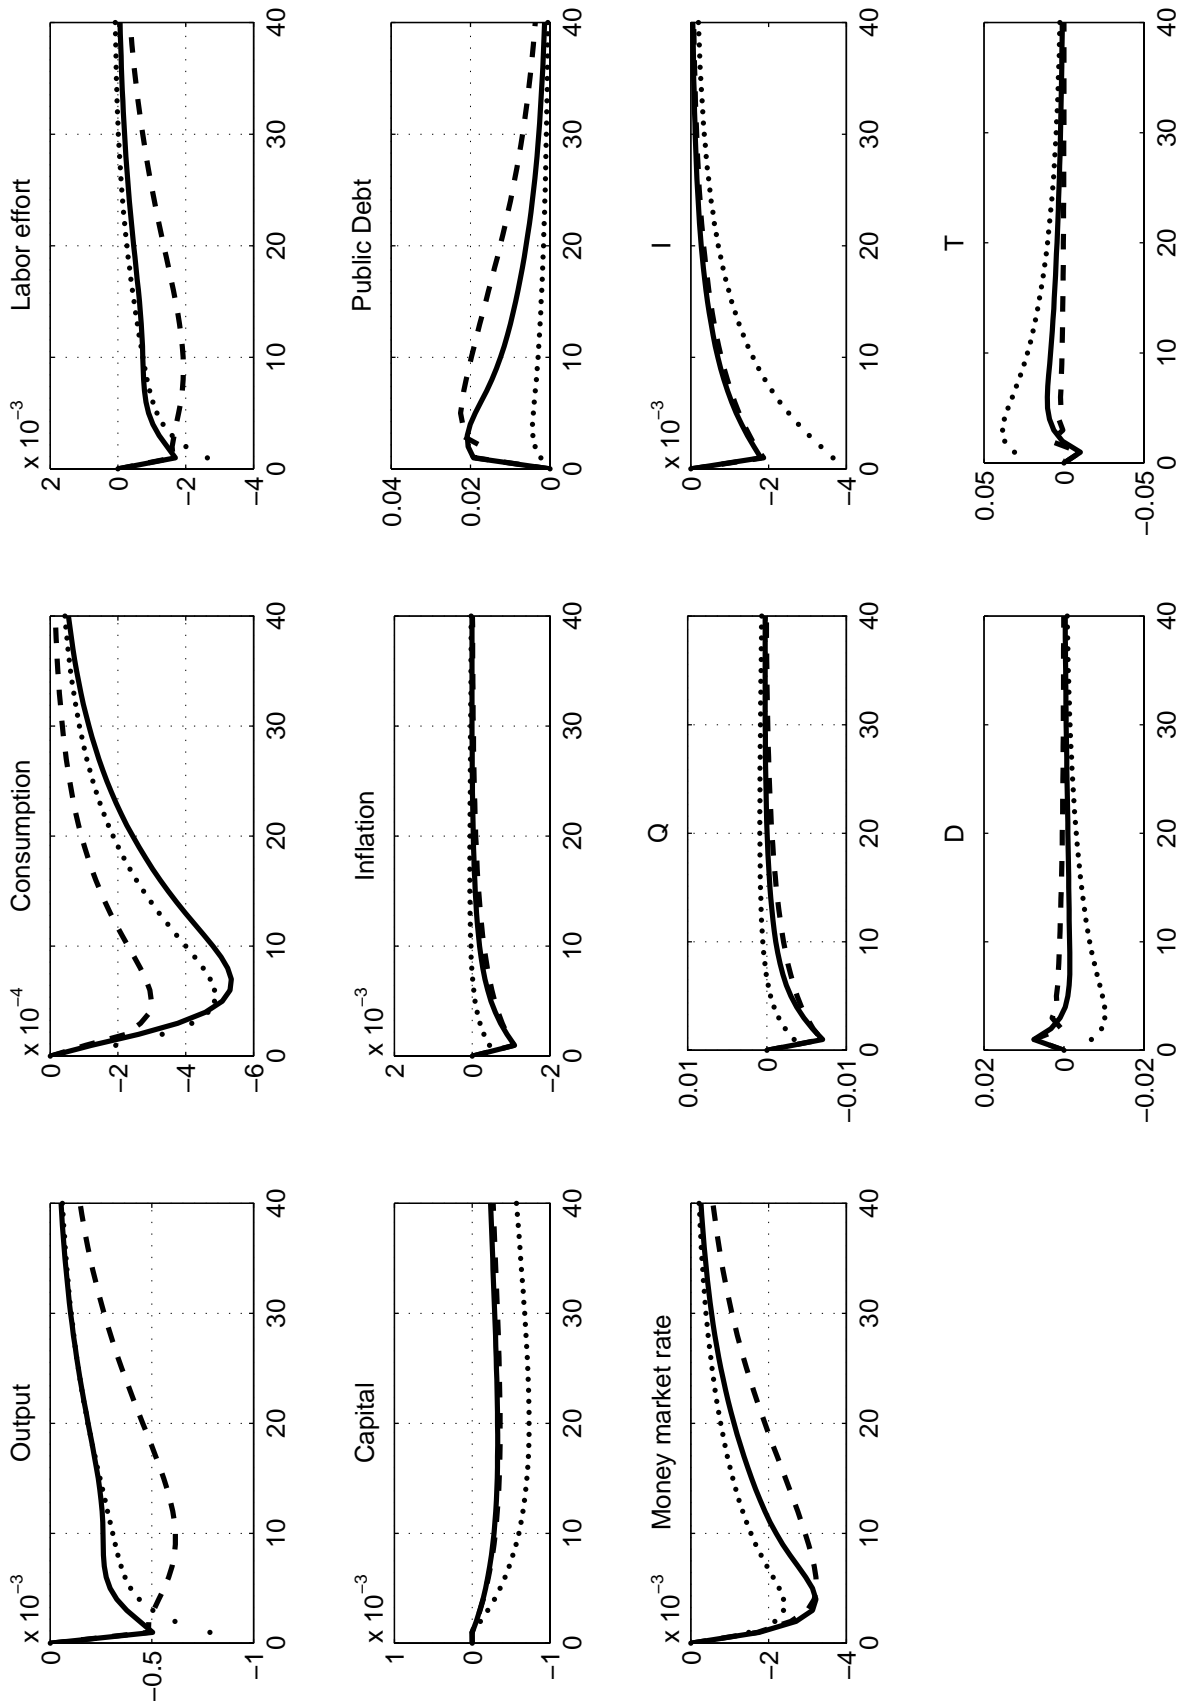 Output
x 10−3
0
−0.5
−1
0 10 20 30 40
Consumption
x 10−4
0
−2
−4
−6
0 10 20 30 40
Labor effort
x 10−3
2
0
−2
−4
0 10 20 30 40
Capital
x 10−3
1
0
−1
0 10 20 30 40
Inflation
x 10−3
2
0
−2
0 10 20 30 40
Public Debt
0.04
0.02
0
0 10 20 30 40
Money market rate
x 10−3
0
−2
−4
0 10 20 30 40
Q
0.01
0
−0.01
0 10 20 30 40
I
x 10−3
0
−2
−4
0 10 20 30 40
D
0.02
0
−0.02
0 10 20 30 40
T
0.05
0
−0.05
0 10 20 30 40